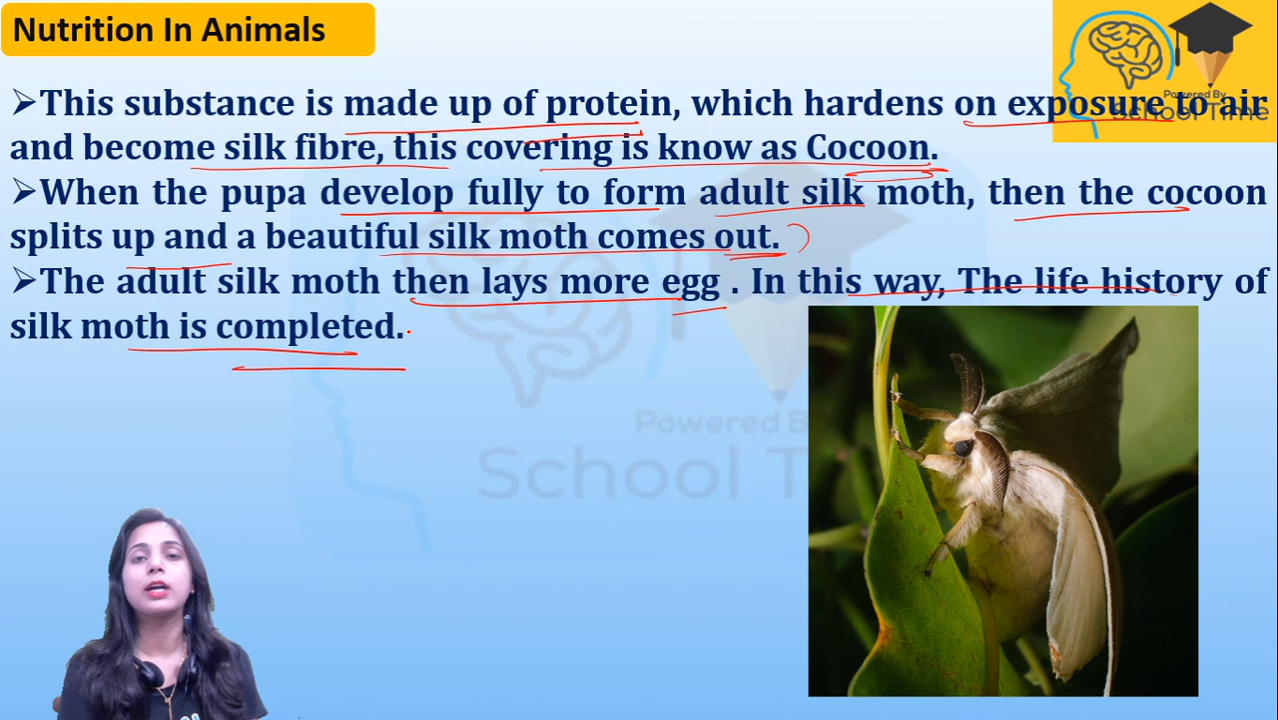 Nutrition In Animals
Powered By
School Time
➢This substance is made up of protein, which hardens on exposure to air
and become silk fibre, this covering is know as Cocoon.
➢When the pupa develop fully to form adult silk moth, then the cocoon
splits up and a beautiful silk moth comes out.
➢The adult silk moth then lays more egg . In this way, The life history of
silk moth is completed.
Powered By
School T